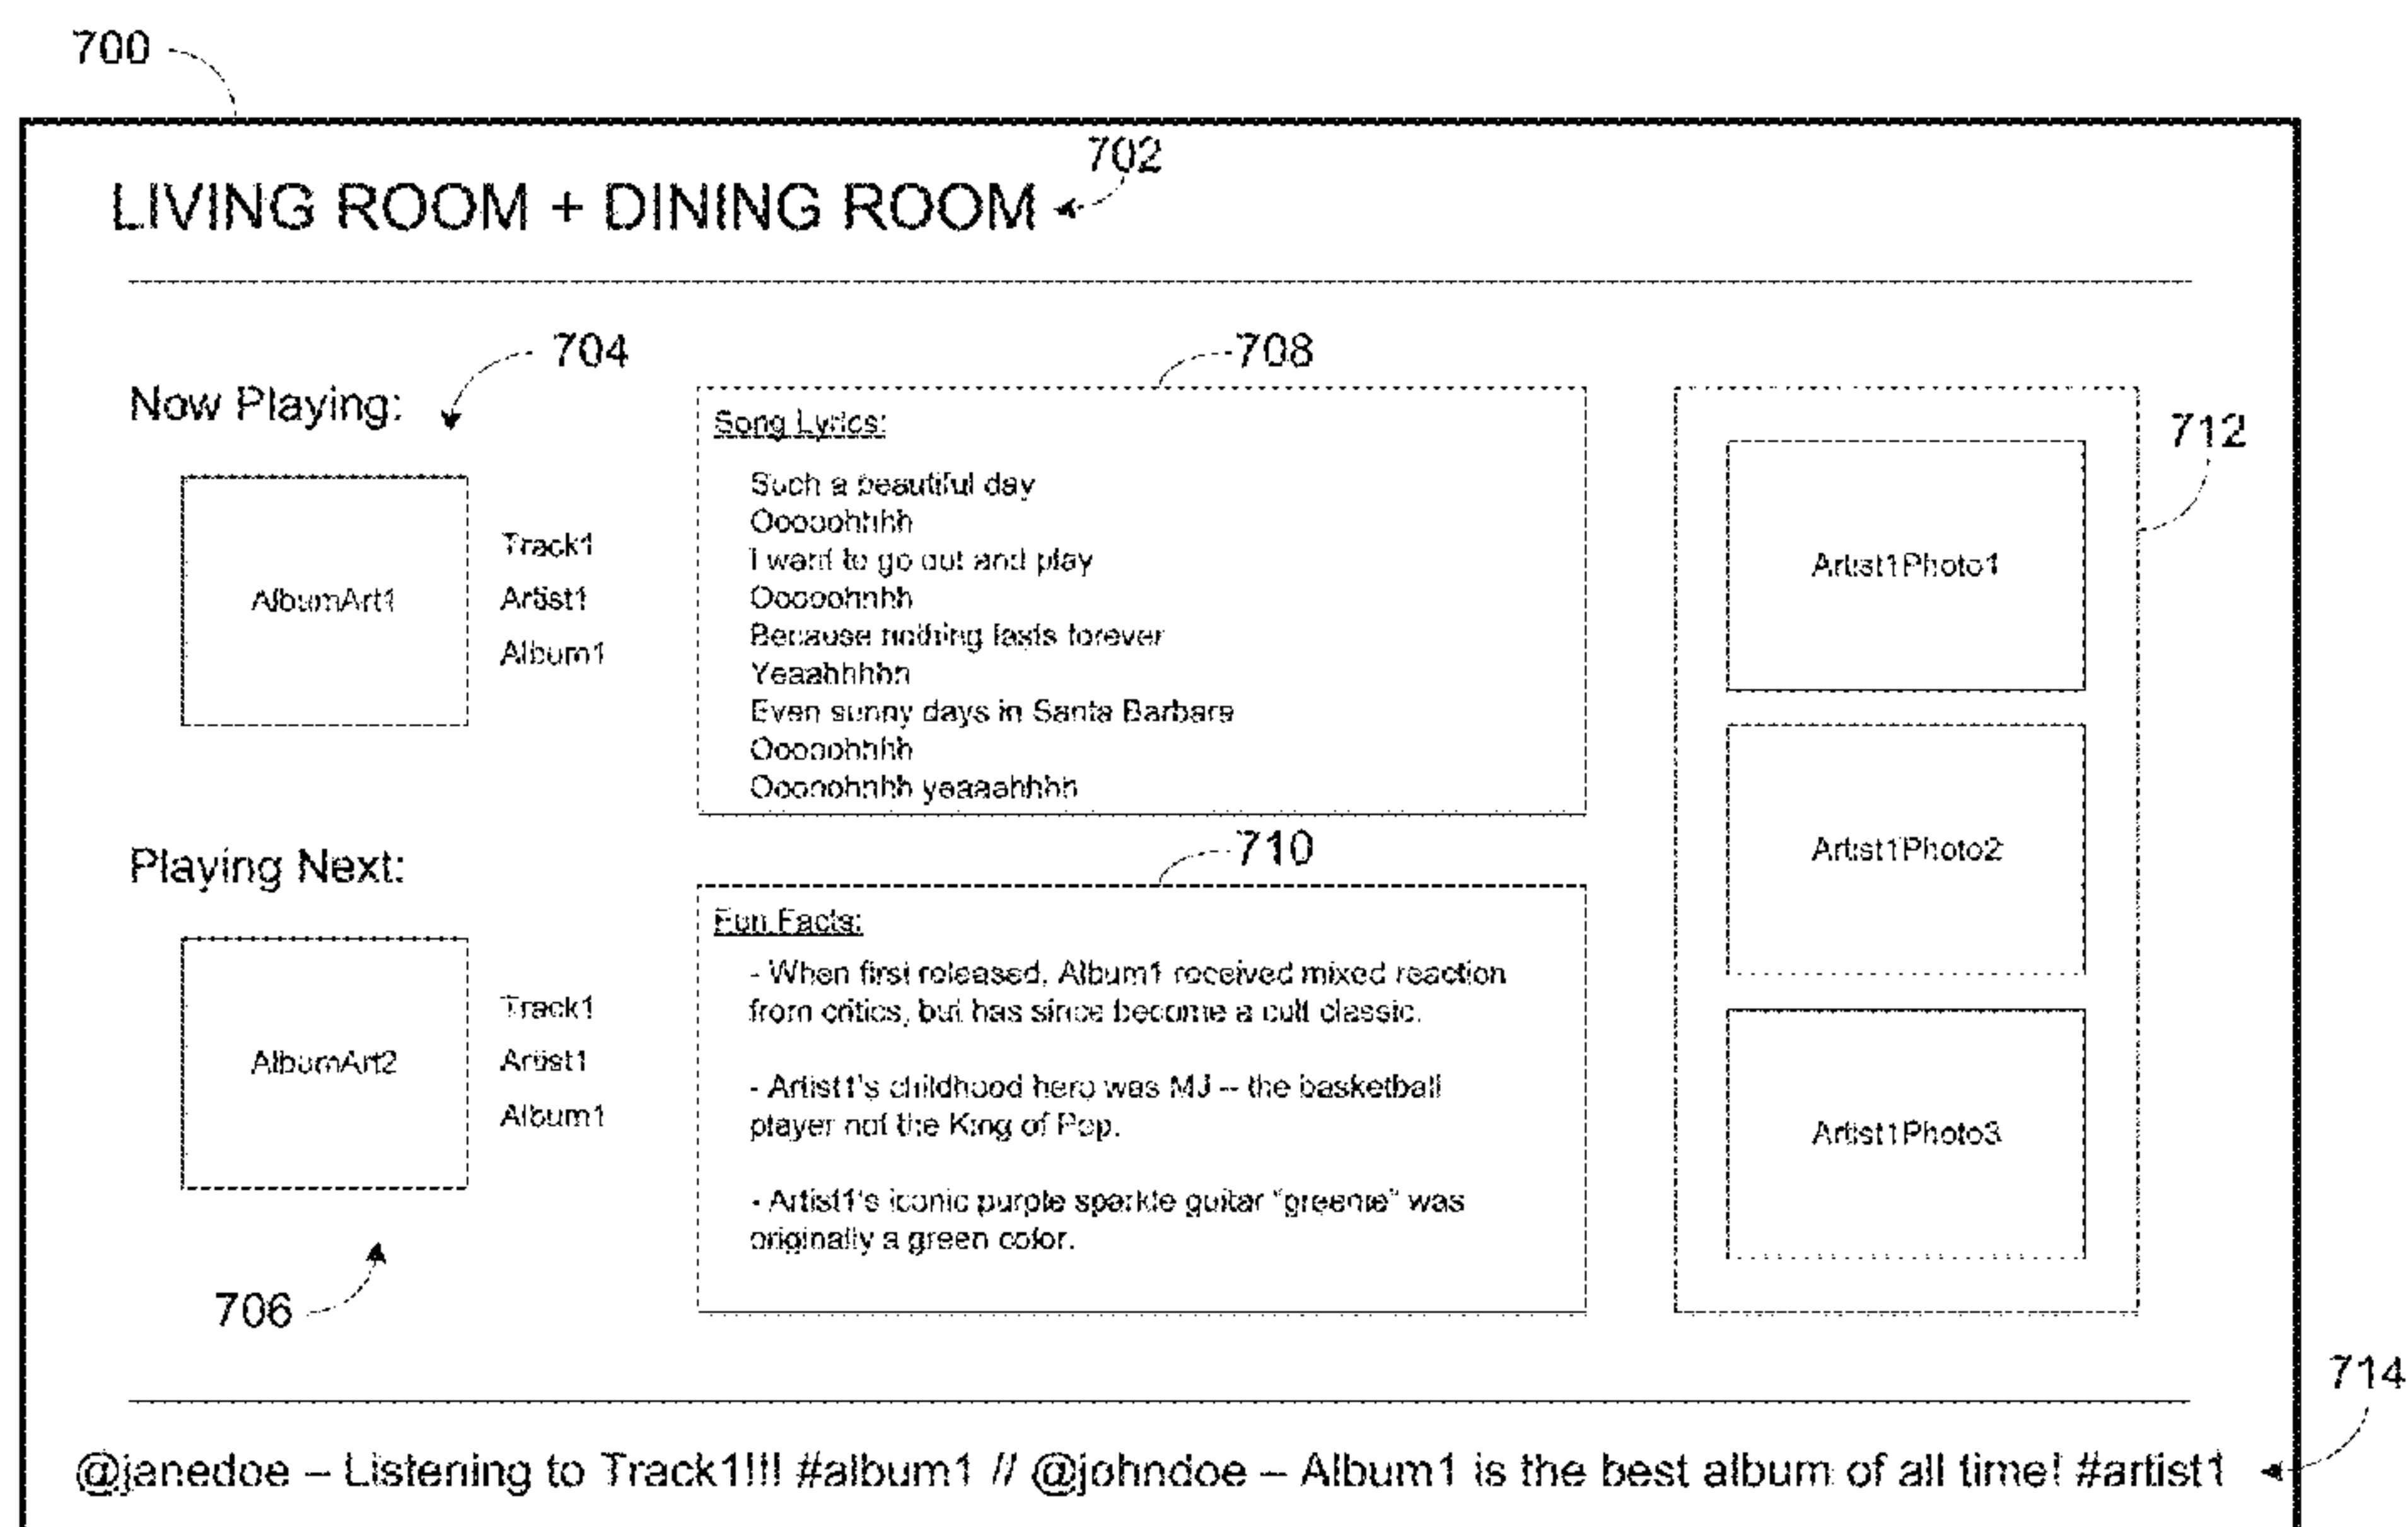 700
702
LIVING ROOM + DINING ROOM
704
Now Playing:
AlbumArt1
Track1
Artist1
Album1
708
Song Lyrics:
Such a beautiful day
Ooooohhhh
I want to go out and play
Ooooohhhh
Because nothing lasts forever
Yeaahhhhh
Even sunny days in Santa Barbara
Ooooohhhh
Ooooohhhh yeaaahhhh
712
Artist1Photo1
Artist1Photo2
Artist1Photo3
Playing Next:
AlbumArt2
Track1
Artist1
Album1
706
710
Fun Facts:
- When first released, Album1 received mixed reaction
from critics, but has since become a cult classic.
- Artist1's childhood hero was MJ – the basketball
player not the King of Pop.
- Artist1's iconic purple sparkle guitar "greenie" was
originally a green color.
714
@janedoe – Listening to Track1!!! #album1 // @johndoe – Album1 is the best album of all time! #artist1